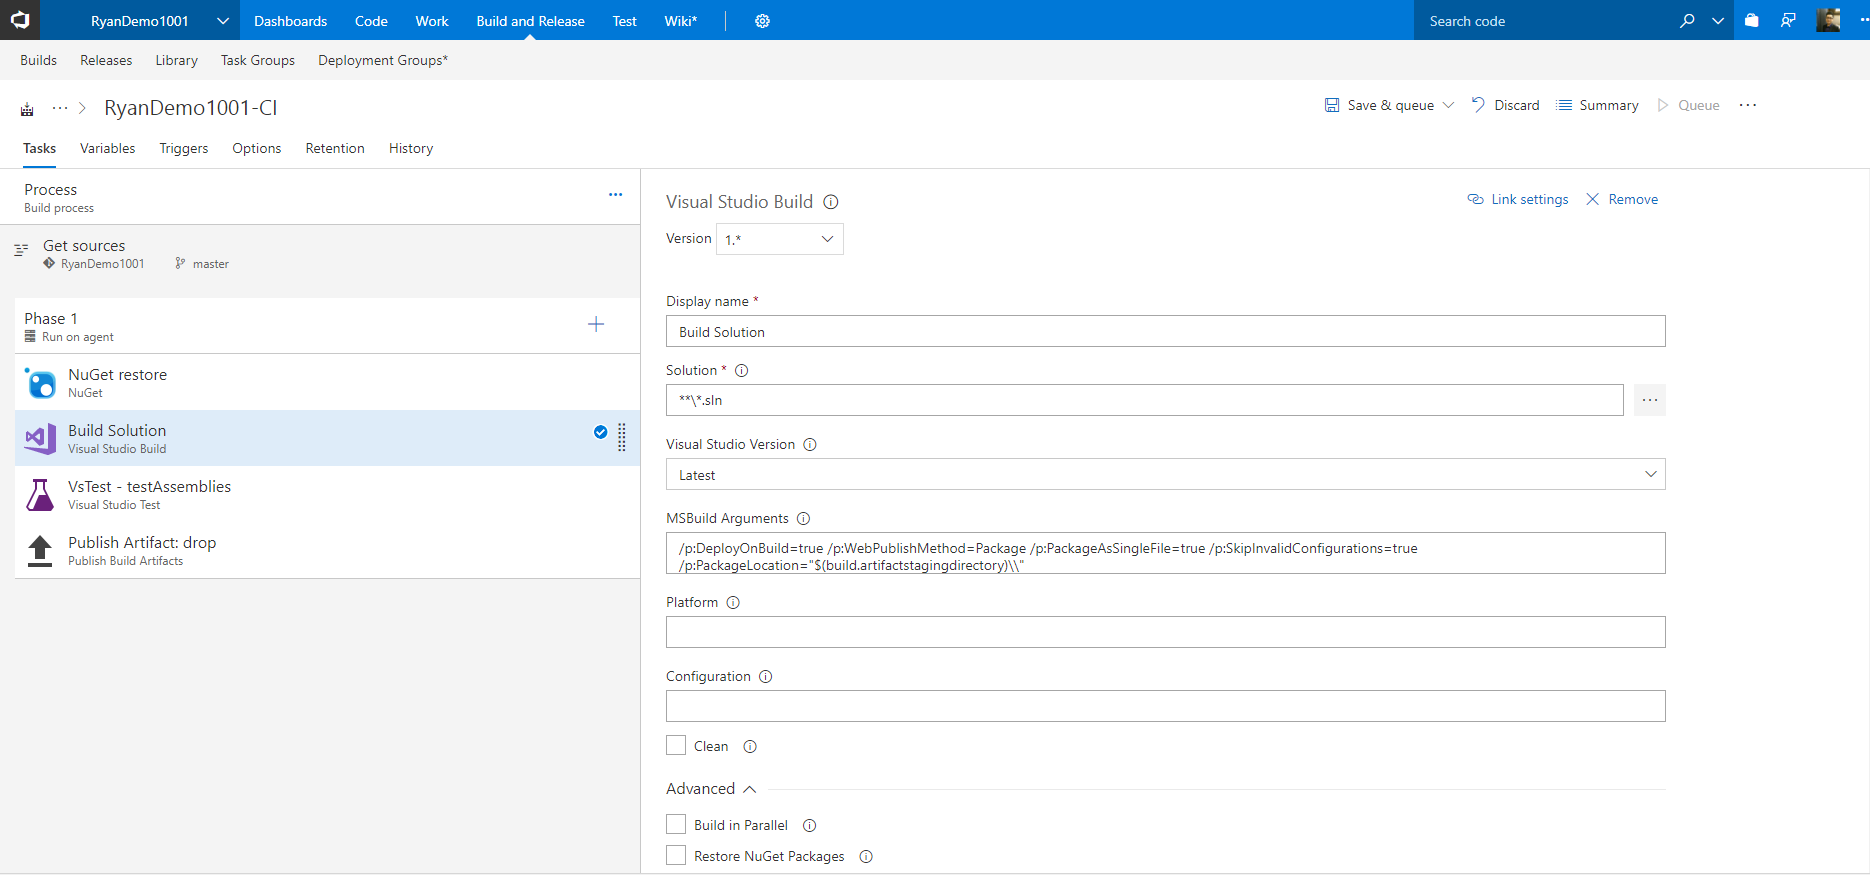 RyanDemo1001
Dashboards Code Work Build and Release Test Wiki*
Search code
Builds Releases Library Task Groups Deployment Groups*
··· RyanDemo1001-CI
Save & queue Discard Summary Queue ···
Tasks Variables Triggers Options Retention History
Process
Build process
Get sources
RyanDemo1001 master
Phase 1
Run on agent
NuGet restore
NuGet
Build Solution
Visual Studio Build
VsTest - testAssemblies
Visual Studio Test
Publish Artifact: drop
Publish Build Artifacts
Visual Studio Build
Link settings Remove
Version 1.*
Display name *
Build Solution
Solution *
**\*.sln
Visual Studio Version
Latest
MSBuild Arguments
/p:DeployOnBuild=true /p:WebPublishMethod=Package /p:PackageAsSingleFile=true /p:SkipInvalidConfigurations=true
/p:PackageLocation="$(build.artifactstagingdirectory)\\"
Platform
Configuration
Clean
Advanced
Build in Parallel
Restore NuGet Packages